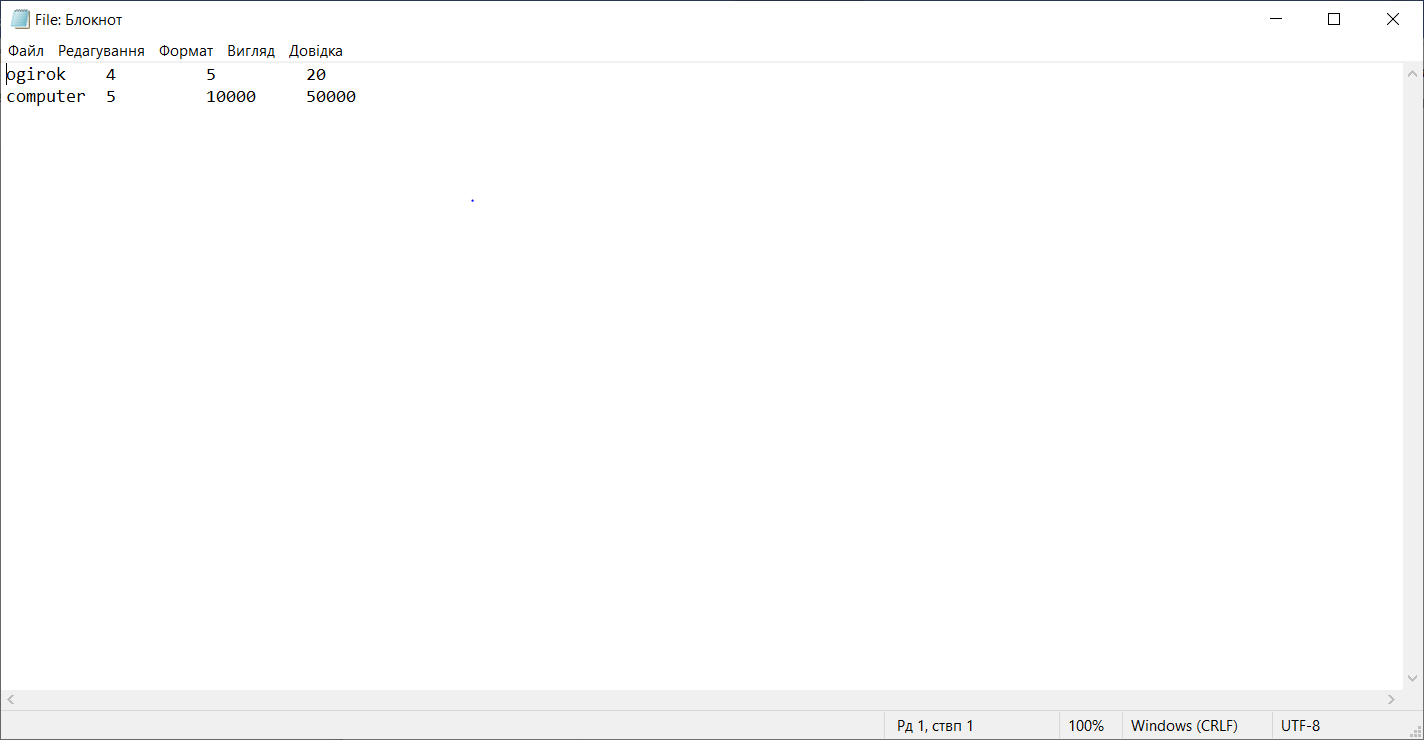 File: Блокнот
Файл Редагування Формат Вигляд Довідка
ogirok 4 5 20
computer 5 10000 50000
Рд 1, ствп 1 100% Windows (CRLF) UTF-8